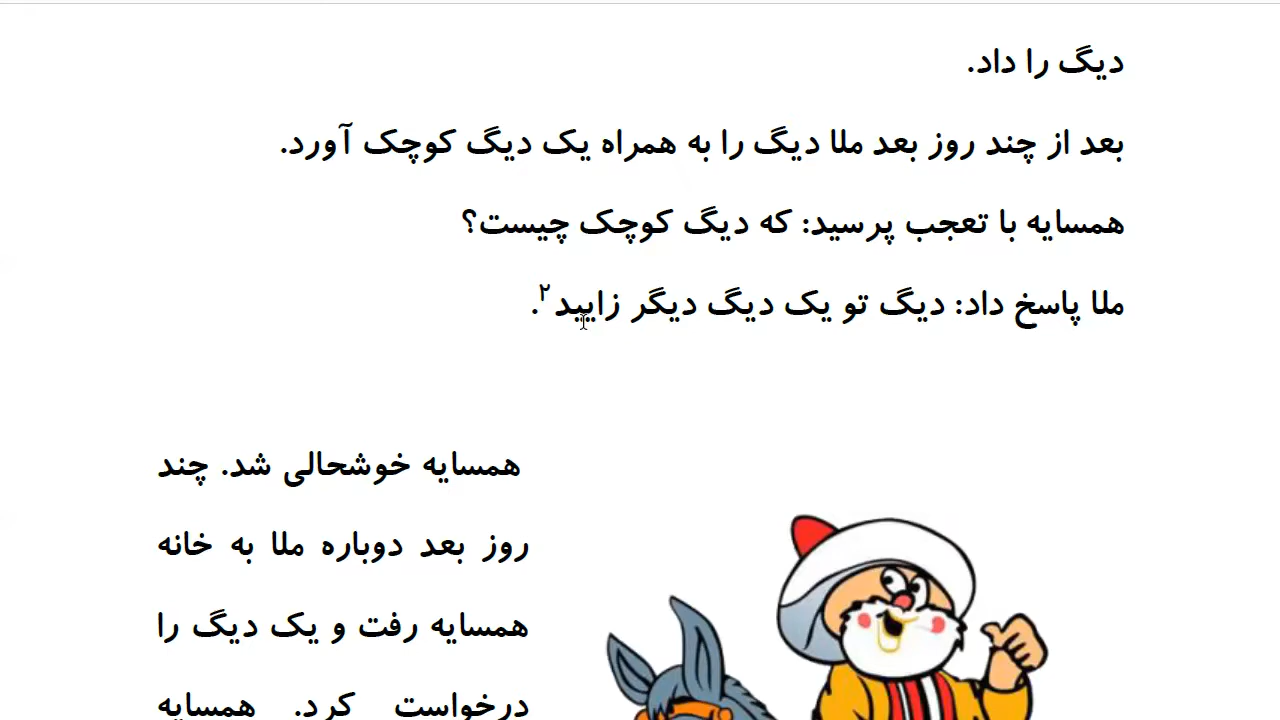 دیگ را داد.
بعد از چند روز بعد ملا دیگ را به همراه یک دیگ کوچک آورد.
همسایه با تعجب پرسید: که دیگ کوچک چیست؟
ملا پاسخ داد: دیگ تو یک دیگ دیگر زایید۲.
همسایه خوشحالی شد. چند
روز بعد دوباره ملا به خانه
همسایه رفت و یک دیگ را
درخواست کرد. همسایه